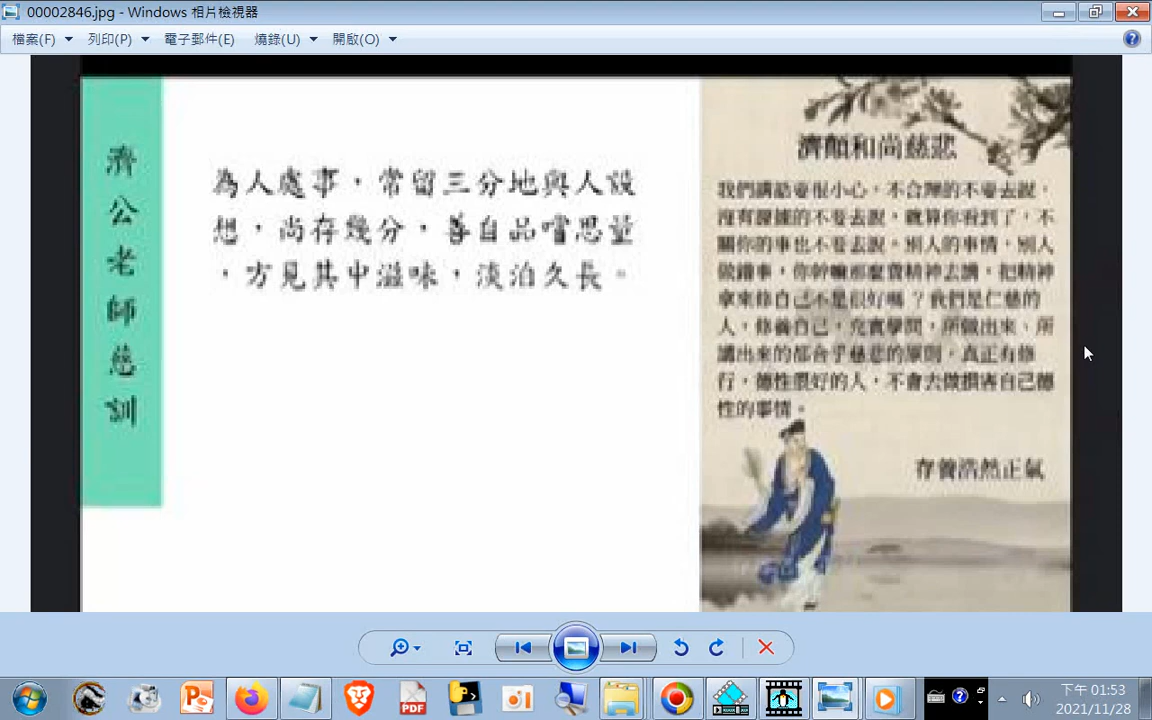 00002846.jpg - Windows 相片檢視器
檔案(F) 列印(P) 電子郵件(E) 燒錄(U) 開啟(O)
濟公老師慈訓
為人處事，常留三分地與人設
想，尚存幾分，善自品嚐思量
，方見其中滋味，淡泊久長。
濟顛和尚慈悲
我們講話要很小心，不合理的不要去說，
沒有證據的不要去說，就算你看到了，不
關你的事也不要去說。別人的事情，別人
做錯事，你幹嘛那麼費精神去講，把精神
拿來修自己不是很好嗎？我們是仁慈的
人，修養自己，充實學問，所做出來、所
講出來的都合乎慈悲的原則，真正有修
行，德性很好的人，不會去做損害自己德
性的事情。
存養浩然正氣
下午 01:53
2021/11/28